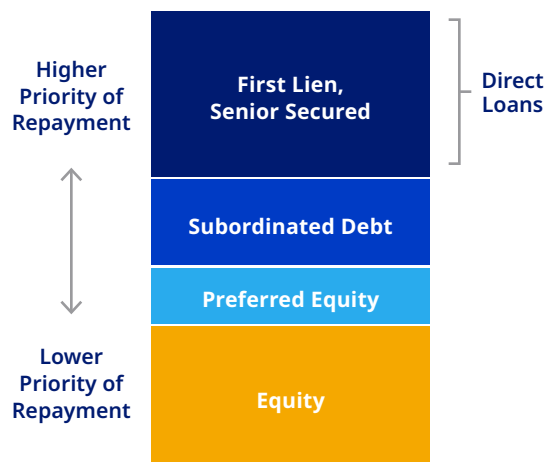 Higher
Priority of
Repayment
First Lien,
Senior Secured
Direct
Loans
Subordinated Debt
Preferred Equity
Lower
Priority of
Repayment
Equity